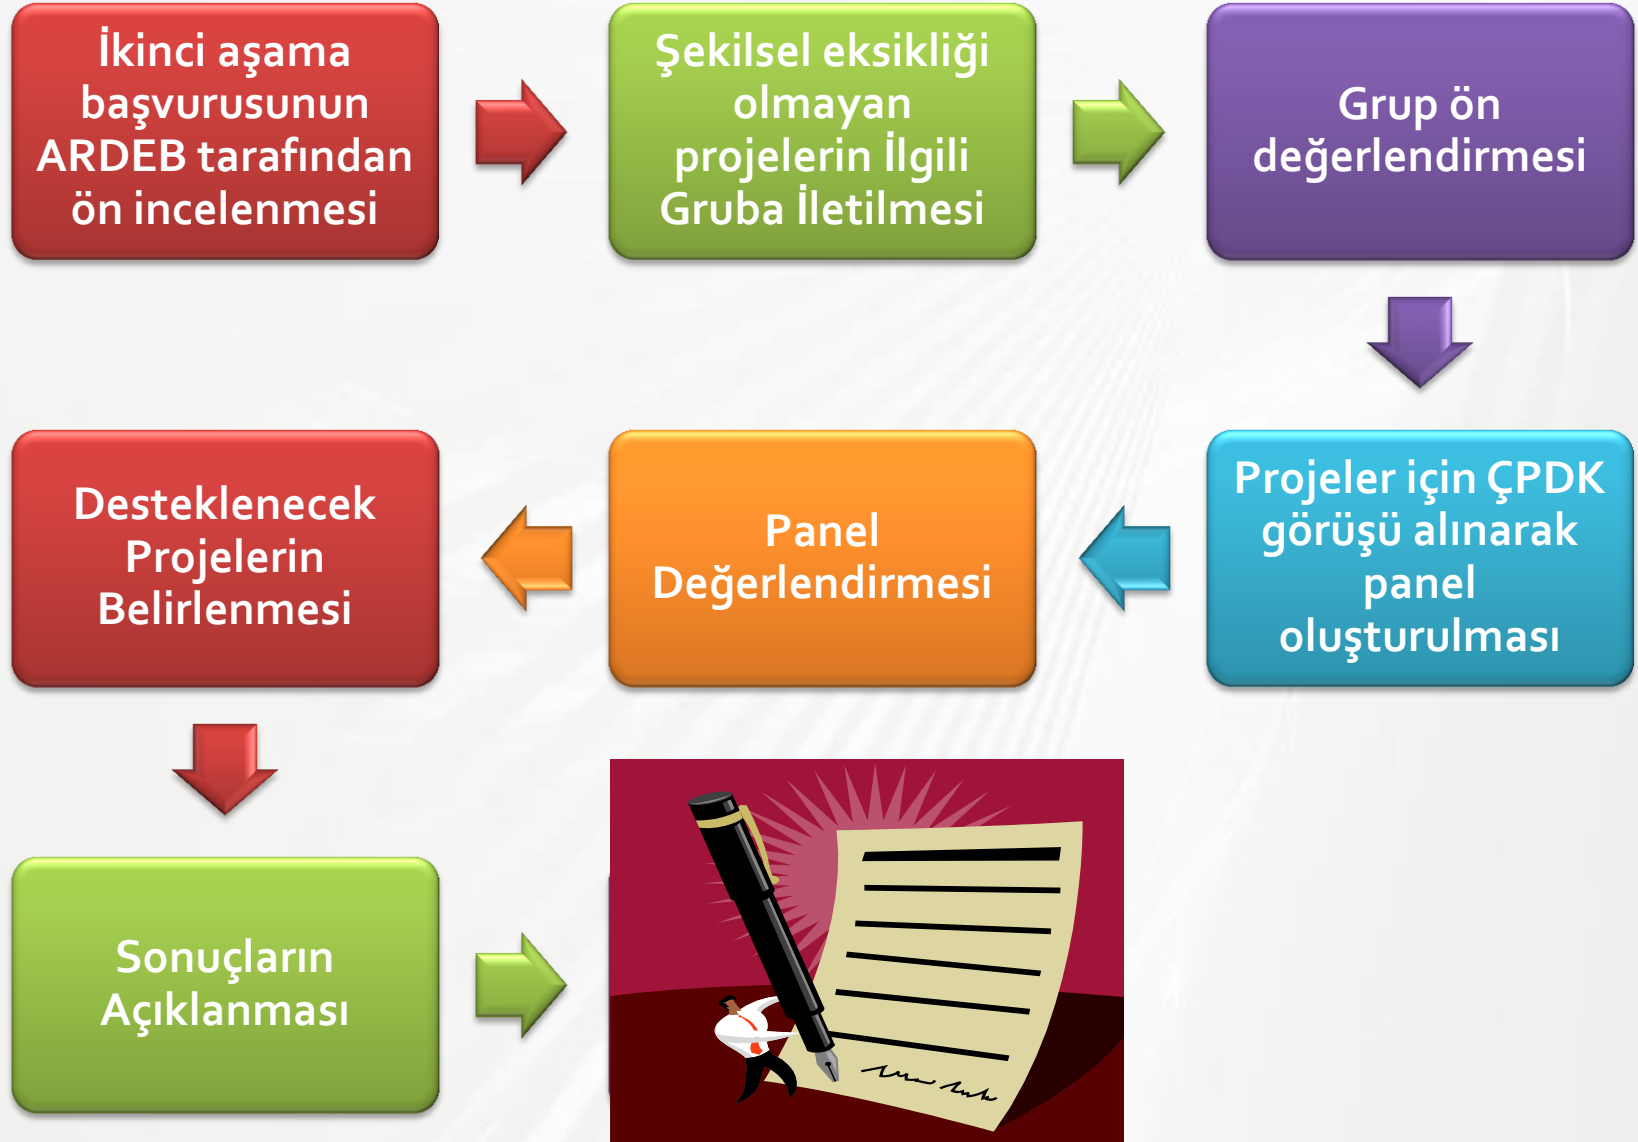 İkinci aşama
başvurusunun
ARDEB tarafından
ön incelenmesi
Şekilsel eksikliği
olmayan
projelerin İlgili
Gruba İletilmesi
Grup ön
değerlendirmesi
Projeler için ÇPDK
görüşü alınarak
panel
oluşturulması
Panel
Değerlendirmesi
Desteklenecek
Projelerin
Belirlenmesi
Sonuçların
Açıklanması